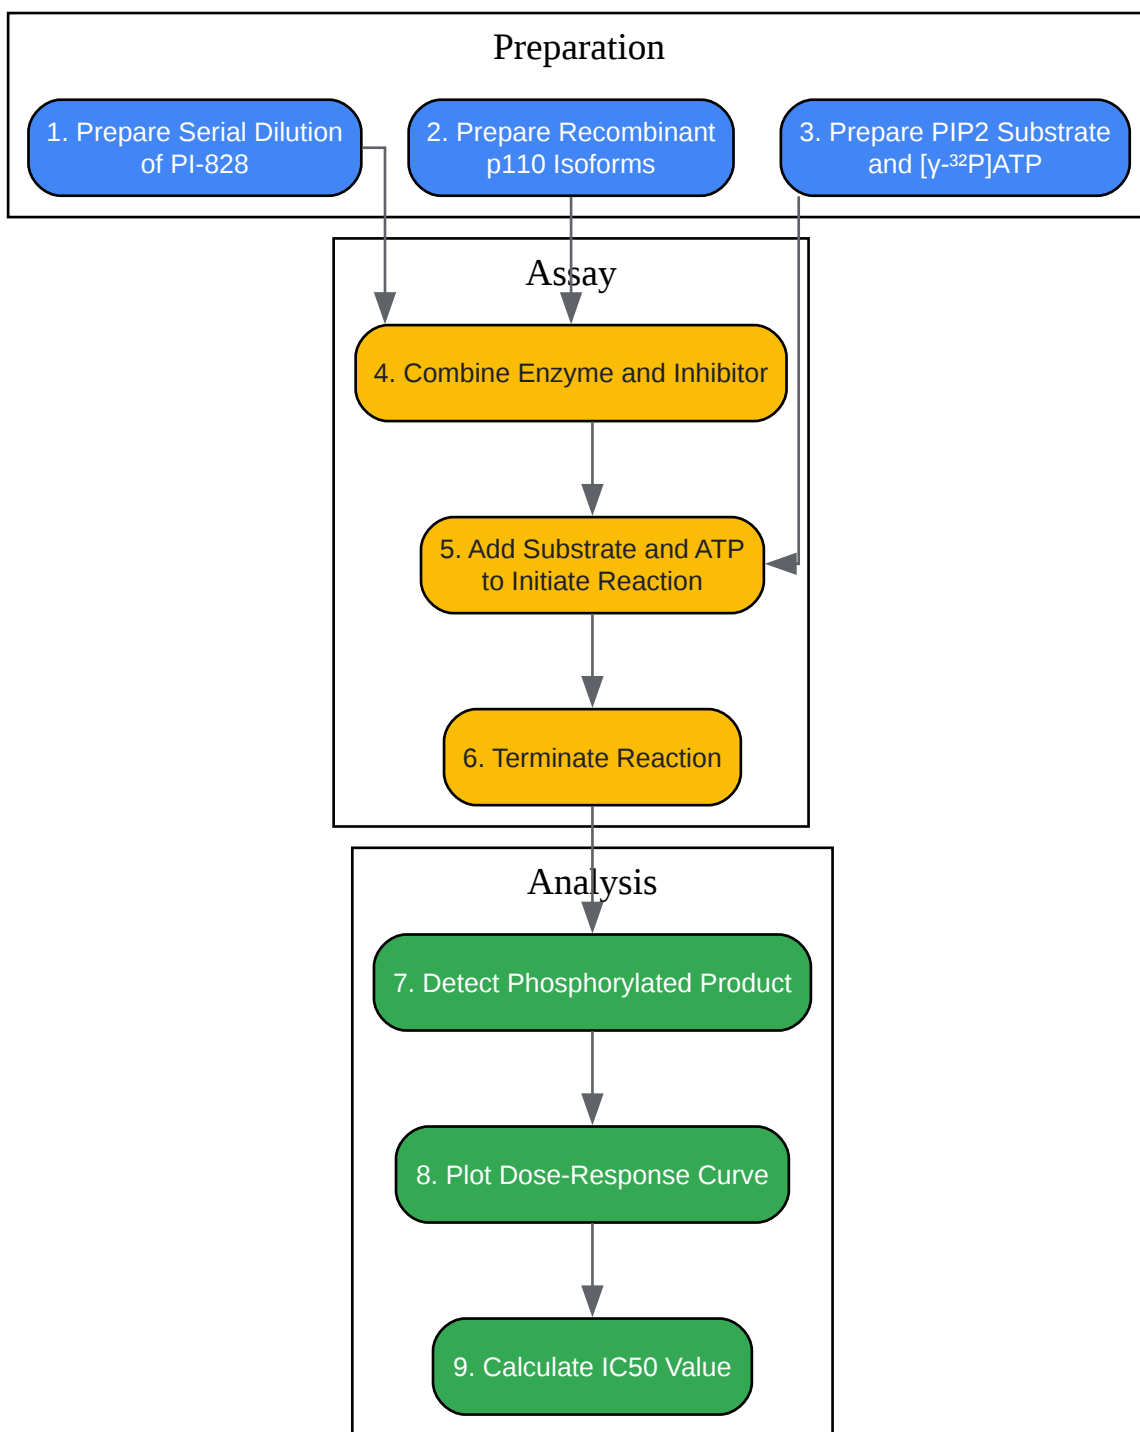 Preparation
1. Prepare Serial Dilution
of PI-828
2. Prepare Recombinant
p110 Isoforms
3. Prepare PIP2 Substrate
and [γ-³²P]ATP
Assay
4. Combine Enzyme and Inhibitor
5. Add Substrate and ATP
to Initiate Reaction
6. Terminate Reaction
Analysis
7. Detect Phosphorylated Product
8. Plot Dose-Response Curve
9. Calculate IC50 Value